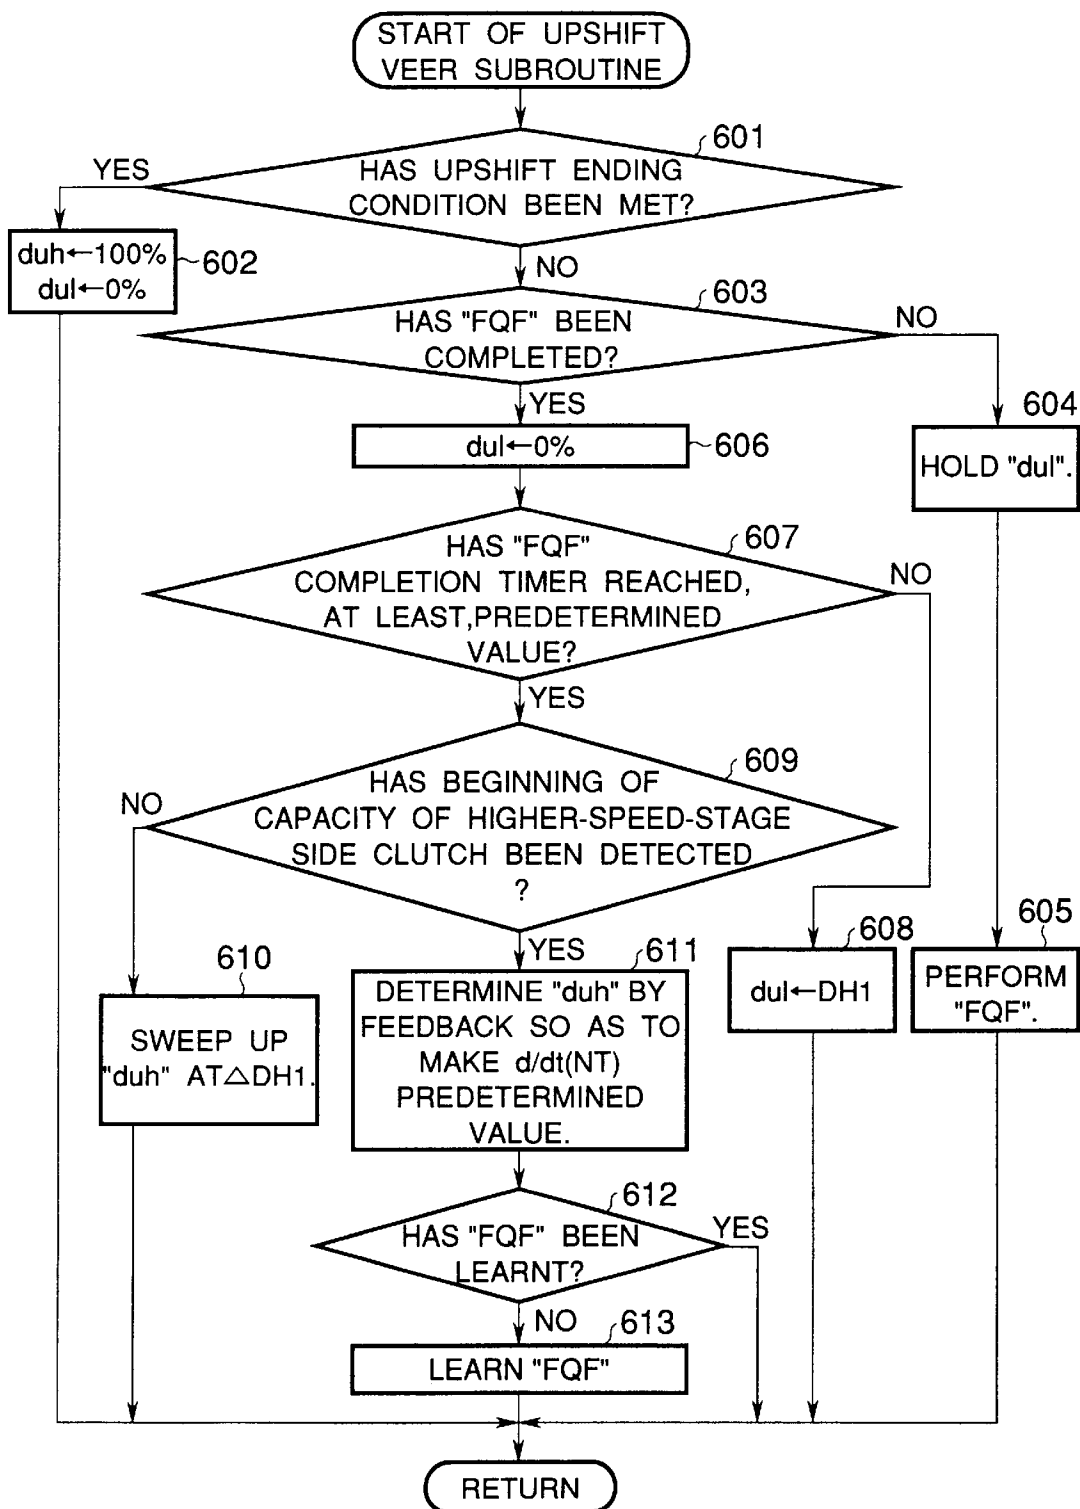 START OF UPSHIFT
VEER SUBROUTINE
601
YES
HAS UPSHIFT ENDING
CONDITION BEEN MET?
duh←100%
dul←0%
602
NO
603
HAS "FQF" BEEN
COMPLETED?
NO
YES
604
dul←0%
606
HOLD "dul".
607
HAS "FQF"
COMPLETION TIMER REACHED,
AT LEAST,PREDETERMINED
VALUE?
NO
YES
609
HAS BEGINNING OF
CAPACITY OF HIGHER-SPEED-STAGE
SIDE CLUTCH BEEN DETECTED
?
NO
YES
610
SWEEP UP
"duh" AT△DH1.
611
DETERMINE "duh" BY
FEEDBACK SO AS TO
MAKE d/dt(NT)
PREDETERMINED
VALUE.
608
dul←DH1
605
PERFORM
"FQF".
612
HAS "FQF" BEEN
LEARNT?
YES
NO
613
LEARN "FQF"
RETURN